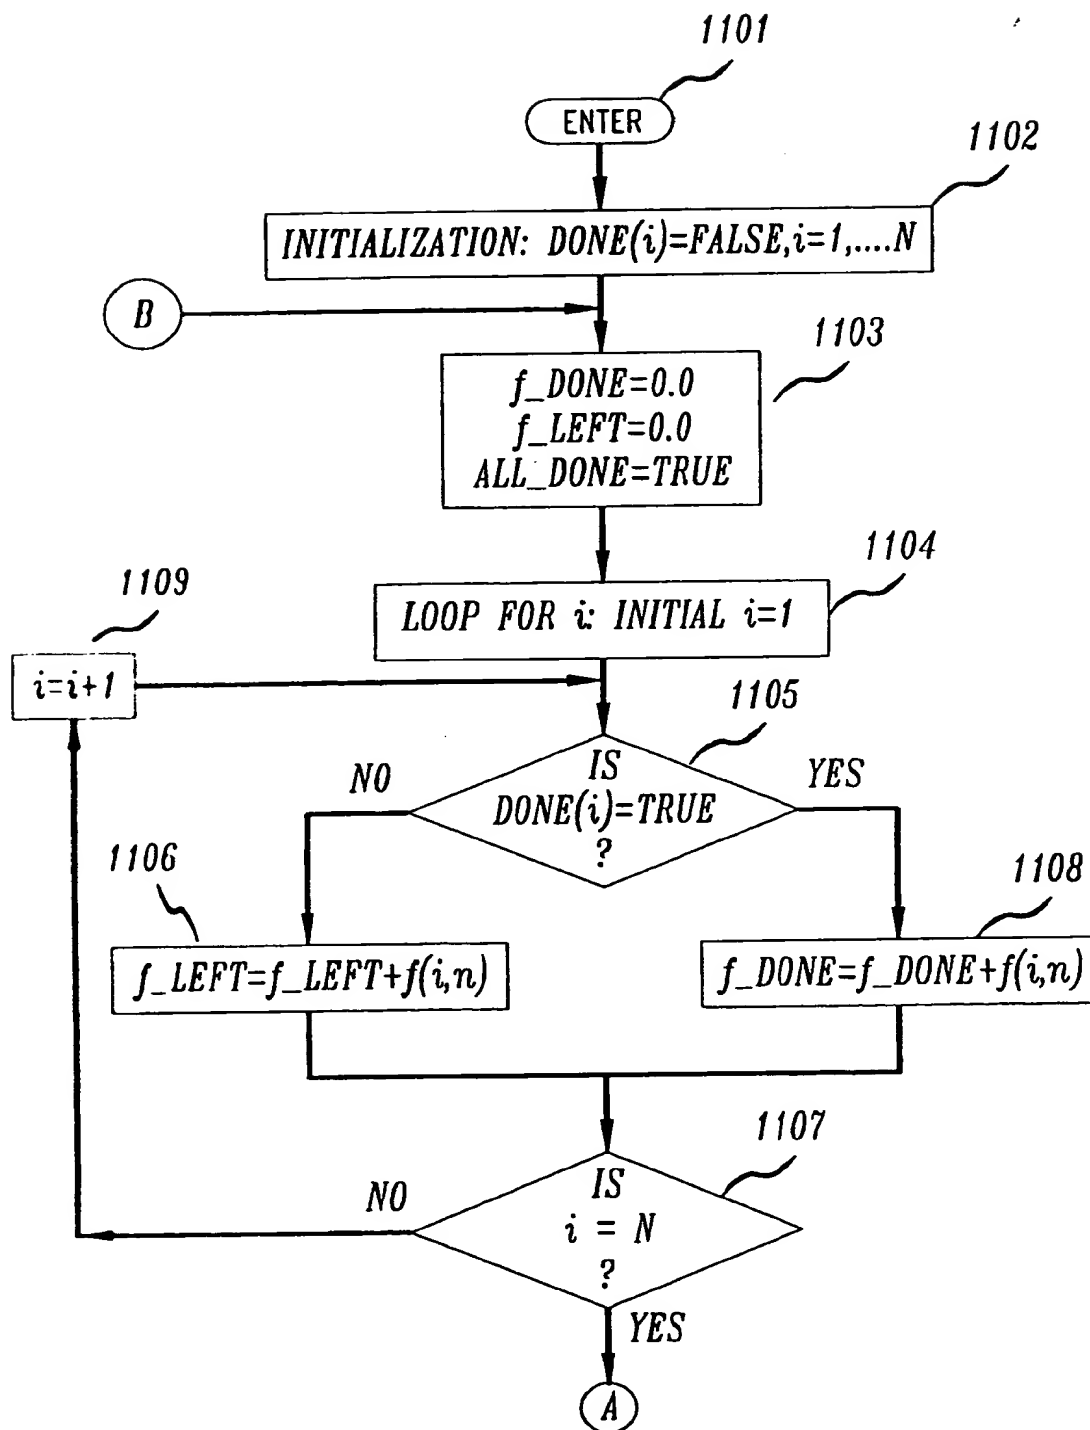 1101
ENTER
1102
INITIALIZATION: DONE(i)=FALSE,i=1,....N
B
1103
f_DONE=0.0
f_LEFT=0.0
ALL_DONE=TRUE
1104
LOOP FOR i: INITIAL i=1
1109
i=i+1
1105
NO
IS
DONE(i)=TRUE
?
YES
1106
1108
f_LEFT=f_LEFT+f(i,n)
f_DONE=f_DONE+f(i,n)
1107
NO
IS
i = N
?
YES
A